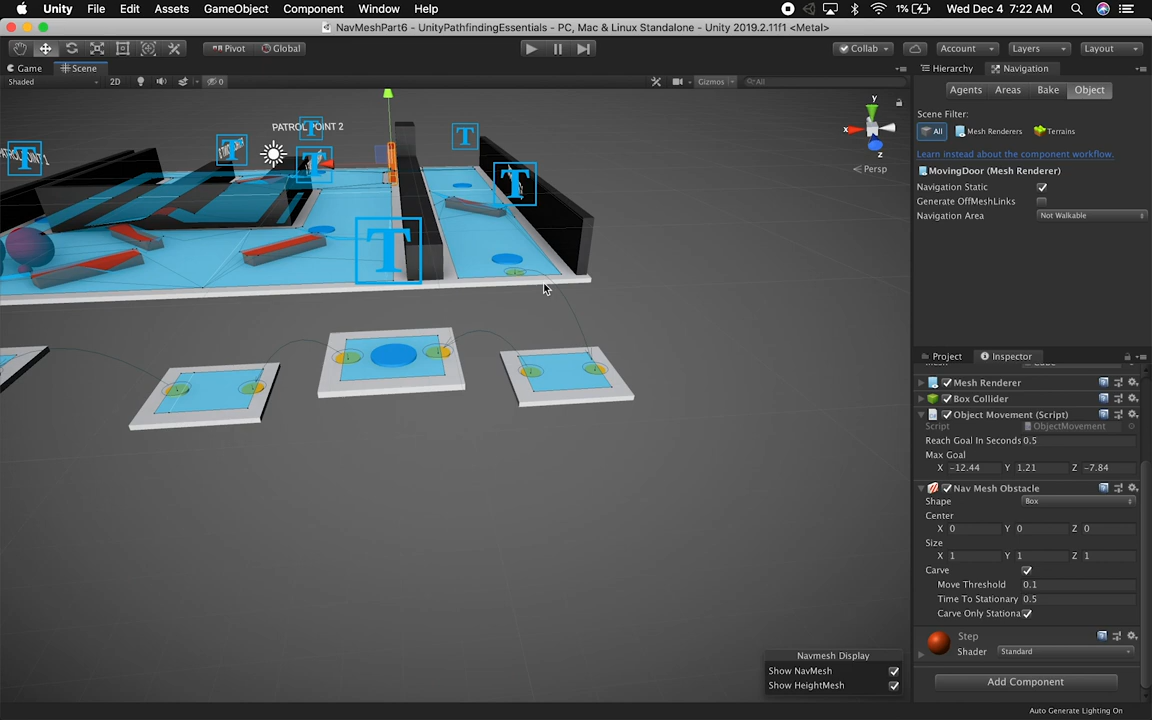 Unity File Edit Assets GameObject Component Window Help 1% Wed Dec 4 7:22 AM
NavMeshPart6 - UnityPathfindingEssentials - PC, Mac & Linux Standalone - Unity 2019.2.11f1 <Metal>
Pivot Global Collab Account Layers Layout
Game Scene Hierarchy Navigation
Shaded 2D 0 Gizmos All
Agents Areas Bake Object
y
x
z
Persp
PATROL POINT 2
PATROL POINT 1
T
T
T
T
T
T
T
Scene Filter:
All Mesh Renderers Terrains
Learn instead about the component workflow.
MovingDoor (Mesh Renderer)
Navigation Static
Generate OffMeshLinks
Navigation Area Not Walkable
Project Inspector
Mesh Renderer
Box Collider
Object Movement (Script)
Script ObjectMovement
Reach Goal In Seconds 0.5
Max Goal
X -12.44 Y 1.21 Z -7.84
Nav Mesh Obstacle
Shape Box
Center
X 0 Y 0 Z 0
Size
X 1 Y 1 Z 1
Carve
Move Threshold 0.1
Time To Stationary 0.5
Carve Only Stationa
Step
Shader Standard
Add Component
Navmesh Display
Show NavMesh
Show HeightMesh
Auto Generate Lighting On